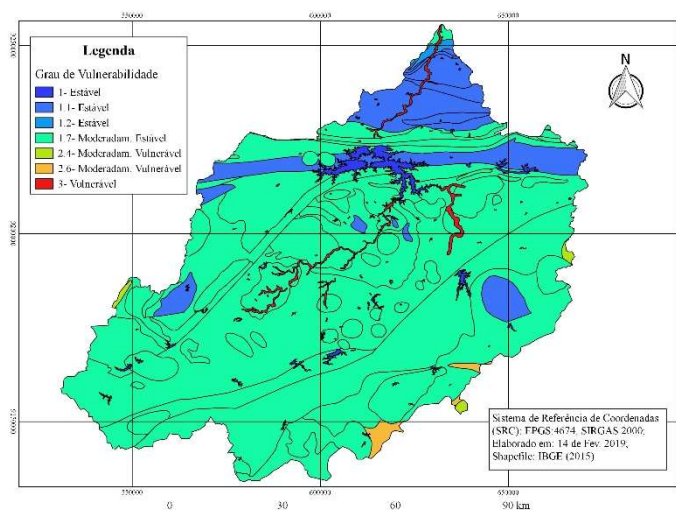 600000
Legenda
Grau de Vulnerabilidade
1- Estável
1.1- Estável
1.2- Estável
1.7- Moderadam. Estável
2.4- Moderadam. Vulnerável
2.6- Moderadam. Vulnerável
3- Vulnerável
N
Sistema de Referência de Coordenadas
(SRC): EPGS:4674, SIRGAS 2000;
Elaborado em: 14 de Fev. 2019;
Shapefile: IBGE (2015)
600000
0 30 60 90 km